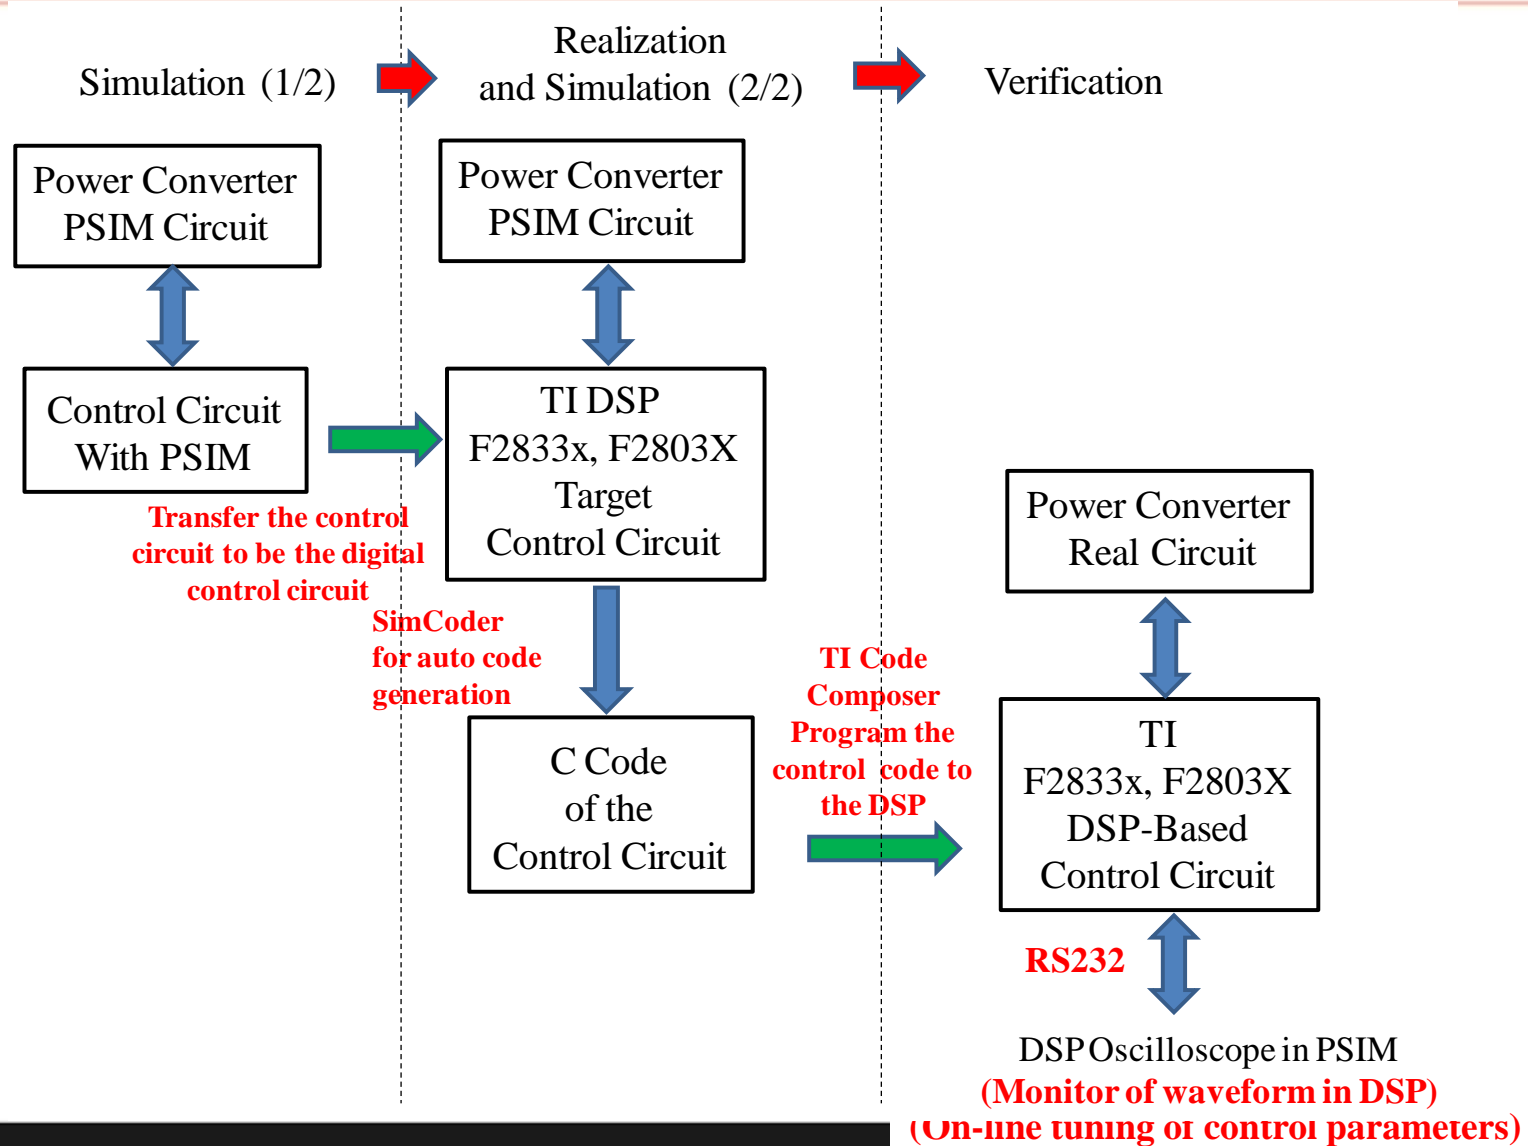 Simulation (1/2)
Realization
and Simulation (2/2)
Verification
Power Converter
PSIM Circuit
Control Circuit
With PSIM
Transfer the control
circuit to be the digital
control circuit
Power Converter
PSIM Circuit
TI DSP
F2833x, F2803X
Target
Control Circuit
SimCoder
for auto code
generation
C Code
of the
Control Circuit
TI Code
Composer
Program the
control code to
the DSP
Power Converter
Real Circuit
TI
F2833x, F2803X
DSP-Based
Control Circuit
RS232
DSP Oscilloscope in PSIM
(Monitor of waveform in DSP)
(On-line tuning of control parameters)